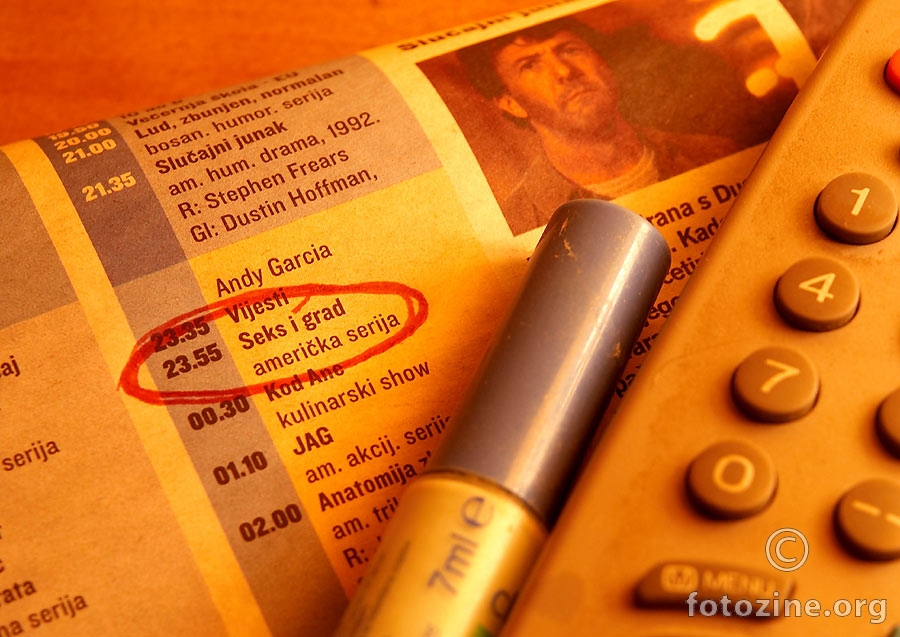 Slučajni
Večernja škola - EU
19.50
20.00 Lud, zbunjen, normalan
bosan. humor. serija
21.00 Slučajni junak
am. hum. drama, 1992.
21.35 R: Stephen Frears
Gl: Dustin Hoffman,
Andy Garcia
23.35 Vijesti
23.55 Seks i grad
američka serija
00.30 Kod Ane
kulinarski show
01.10 JAG
am. akcij. serija
02.00 Anatomija
am.
R:
serija
serija
7ml e
1
4
7
0
--
MENU
©
fotozine.org